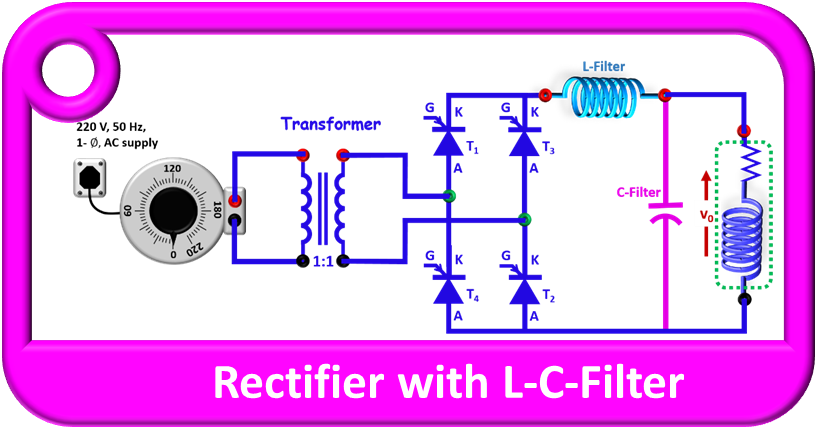 L-Filter
220 V, 50 Hz,
1- Ø, AC supply
Transformer
G
K
T1
A
G
K
T3
A
C-Filter
v0
120
60
180
0
220
1:1
G
K
T4
A
G
K
T2
A
Rectifier with L-C-Filter